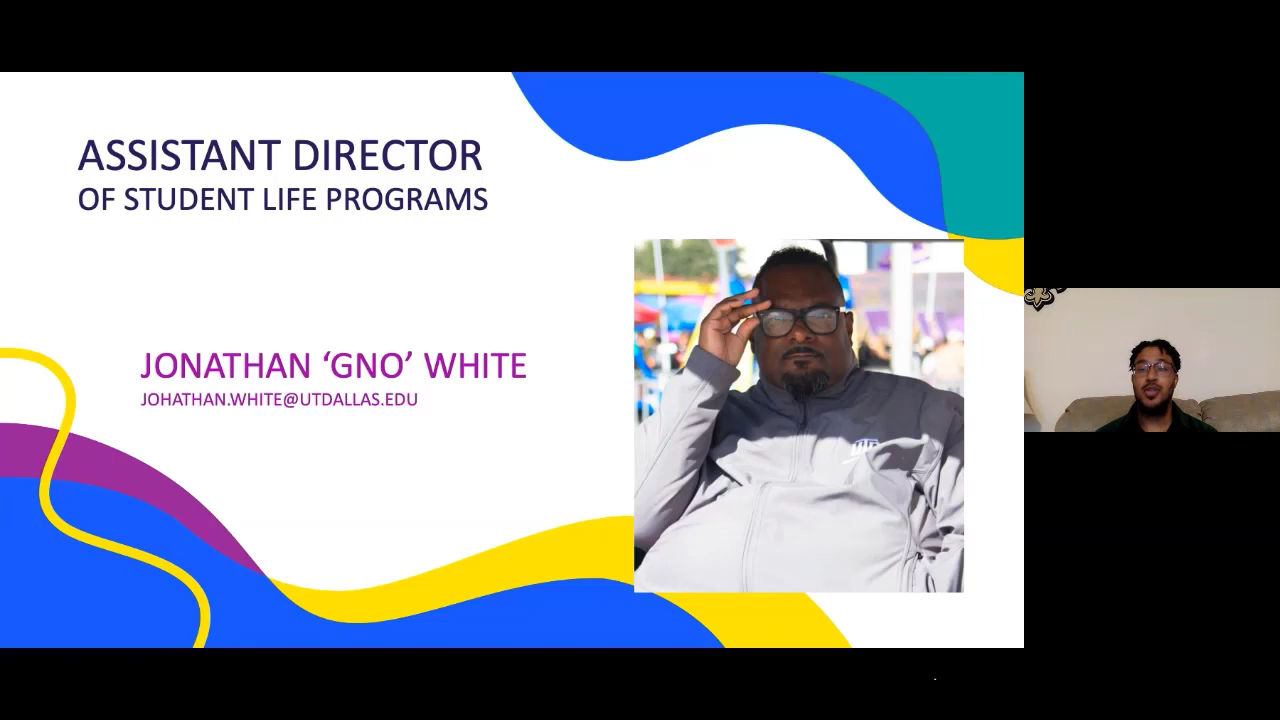 ASSISTANT DIRECTOR
OF STUDENT LIFE PROGRAMS
JONATHAN ‘GNO’ WHITE
JOHATHAN.WHITE@UTDALLAS.EDU